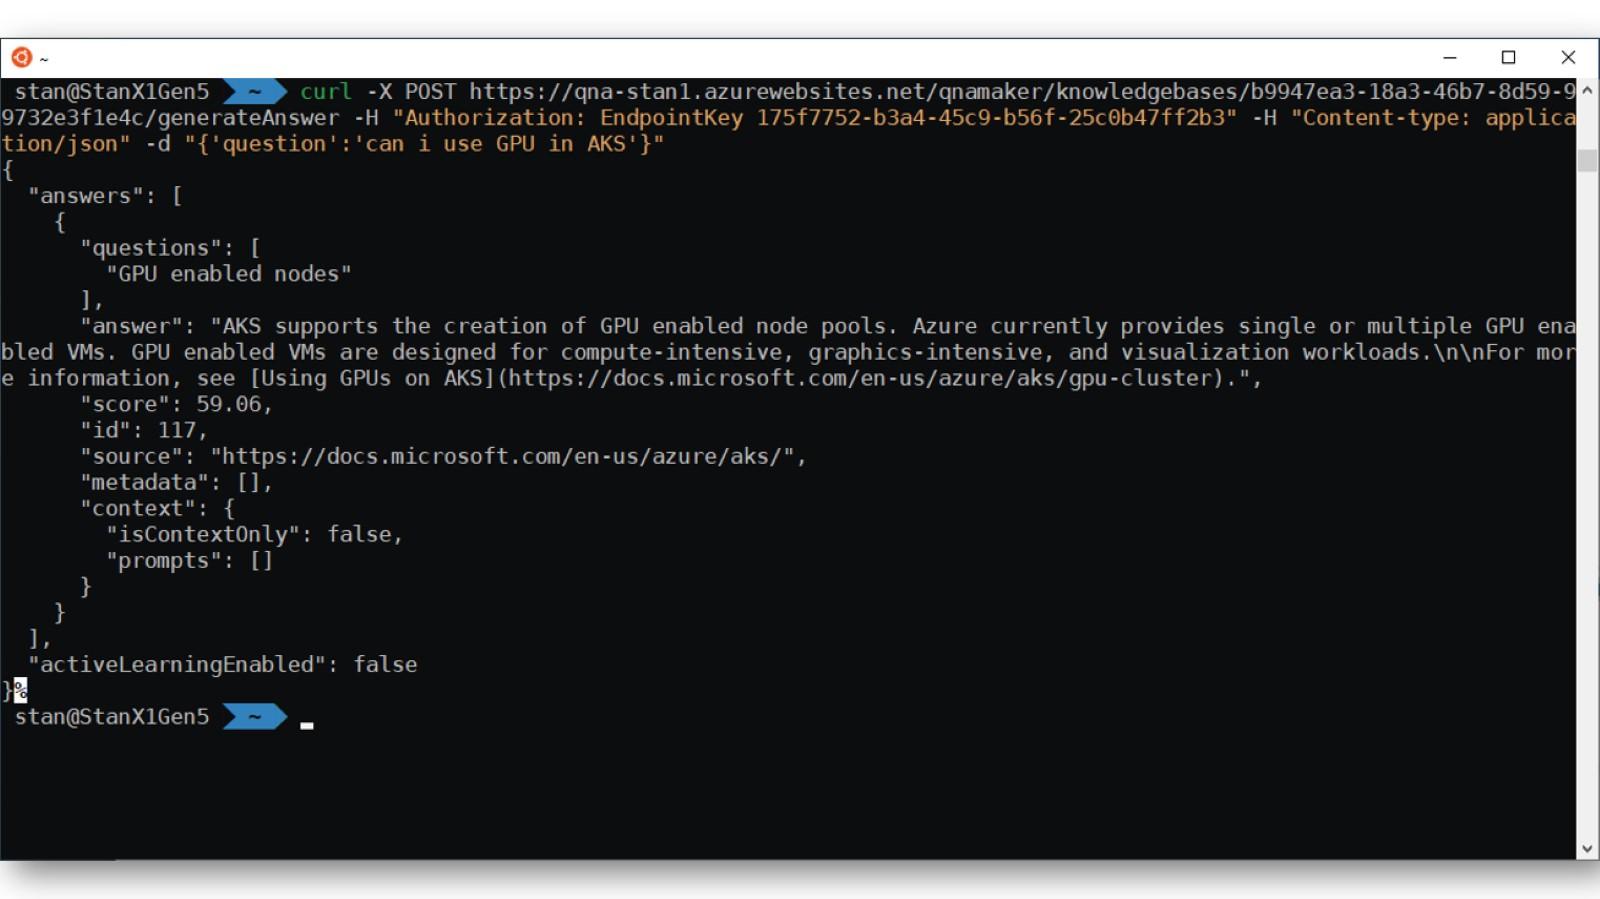 ~
stan@StanX1Gen5 ~ curl -X POST https://qna-stan1.azurewebsites.net/qnamaker/knowledgebases/b9947ea3-18a3-46b7-8d59-9
9732e3f1e4c/generateAnswer -H "Authorization: EndpointKey 175f7752-b3a4-45c9-b56f-25c0b47ff2b3" -H "Content-type: applica
tion/json" -d "{'question':'can i use GPU in AKS'}"
{
  "answers": [
    {
      "questions": [
        "GPU enabled nodes"
      ],
      "answer": "AKS supports the creation of GPU enabled node pools. Azure currently provides single or multiple GPU ena
bled VMs. GPU enabled VMs are designed for compute-intensive, graphics-intensive, and visualization workloads.\n\nFor mor
e information, see [Using GPUs on AKS](https://docs.microsoft.com/en-us/azure/aks/gpu-cluster).",
      "score": 59.06,
      "id": 117,
      "source": "https://docs.microsoft.com/en-us/azure/aks/",
      "metadata": [],
      "context": {
        "isContextOnly": false,
        "prompts": []
      }
    }
  ],
  "activeLearningEnabled": false
}%
stan@StanX1Gen5 ~